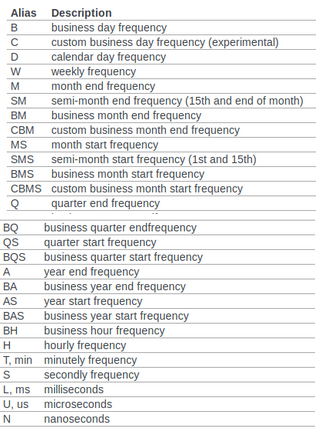 Alias Description
B business day frequency
C custom business day frequency (experimental)
D calendar day frequency
W weekly frequency
M month end frequency
SM semi-month end frequency (15th and end of month)
BM business month end frequency
CBM custom business month end frequency
MS month start frequency
SMS semi-month start frequency (1st and 15th)
BMS business month start frequency
CBMS custom business month start frequency
Q quarter end frequency
BQ business quarter endfrequency
QS quarter start frequency
BQS business quarter start frequency
A year end frequency
BA business year end frequency
AS year start frequency
BAS business year start frequency
BH business hour frequency
H hourly frequency
T, min minutely frequency
S secondly frequency
L, ms milliseconds
U, us microseconds
N nanoseconds